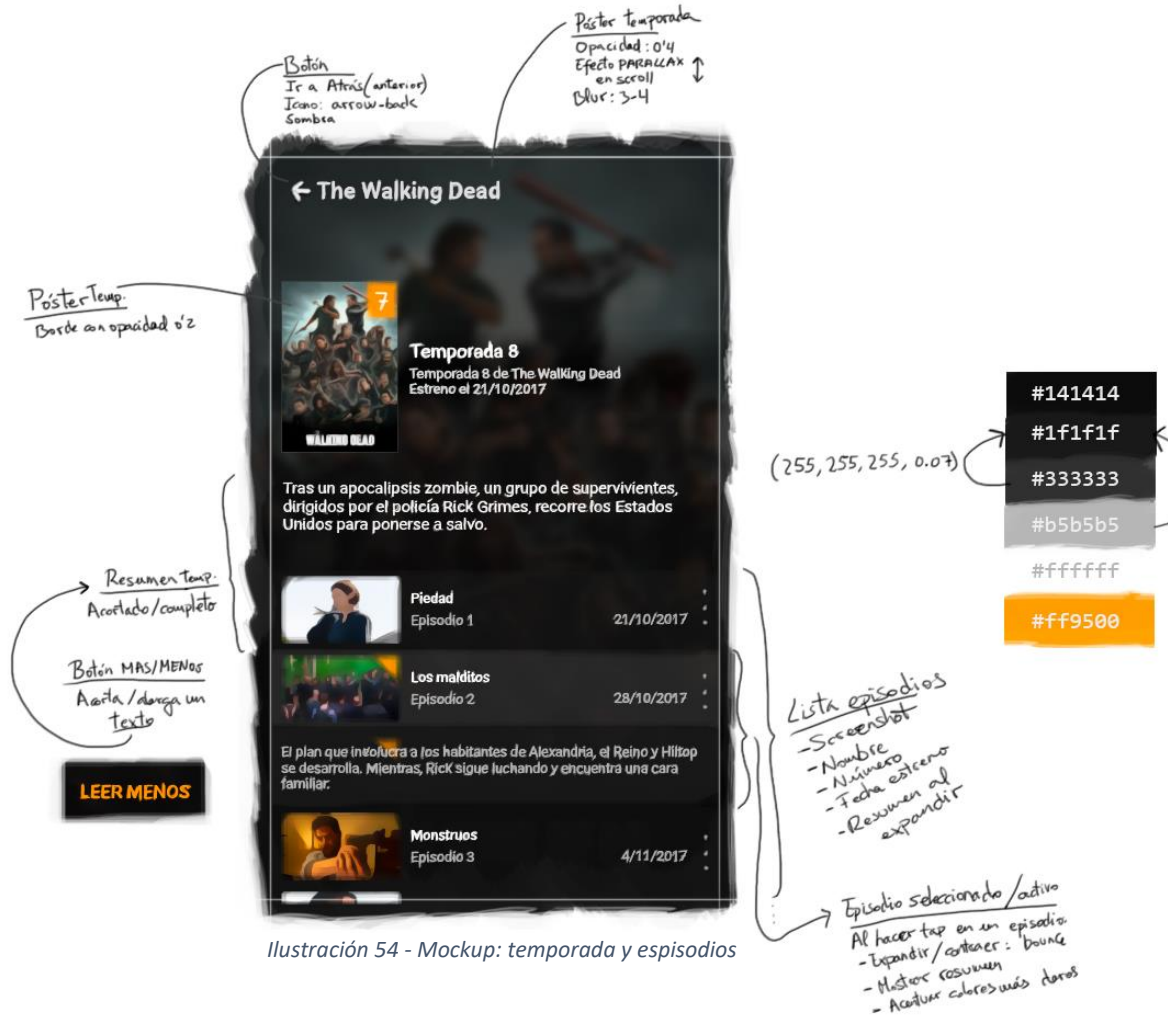 Póster temporada
Opacidad: 0'4
Efecto PARALLAX
en scroll
Blur: 3-4
Botón
Ir a Atrás (anterior)
Icono: arrow-back
Sombra
The Walking Dead
Póster Temp.
Borde con opacidad 0'2
7
WALKING DEAD
Temporada 8
Temporada 8 de The Walking Dead
Estreno el 21/10/2017
Tras un apocalipsis zombie, un grupo de supervivientes,
dirigidos por el policía Rick Grimes, recorre los Estados
Unidos para ponerse a salvo.
Resumen temp.
Acortado/completo
Botón MAS/MENOS
Acorta/alarga un
texto
LEER MENOS
Piedad
Episodio 1
21/10/2017
Los malditos
Episodio 2
28/10/2017
El plan que involucra a los habitantes de Alexandria, el Reino y Hiltop
se desarrolla. Mientras, Rick sigue luchando y encuentra una cara
familiar.
Monstruos
Episodio 3
4/11/2017
(255, 255, 255, 0.07)
#141414
#1f1f1f
#333333
#b5b5b5
#ffffff
#ff9500
Lista episodios
- Screenshot
- Nombre
- Número
- Fecha estreno
- Resumen al
expandir
Episodio seleccionado/activo
Al hacer tap en un episodio.
- Expandir/contraer: 'bounce
- Mostrar resumen
- Acentuar colores más claros
Ilustración 54 - Mockup: temporada y espisodios